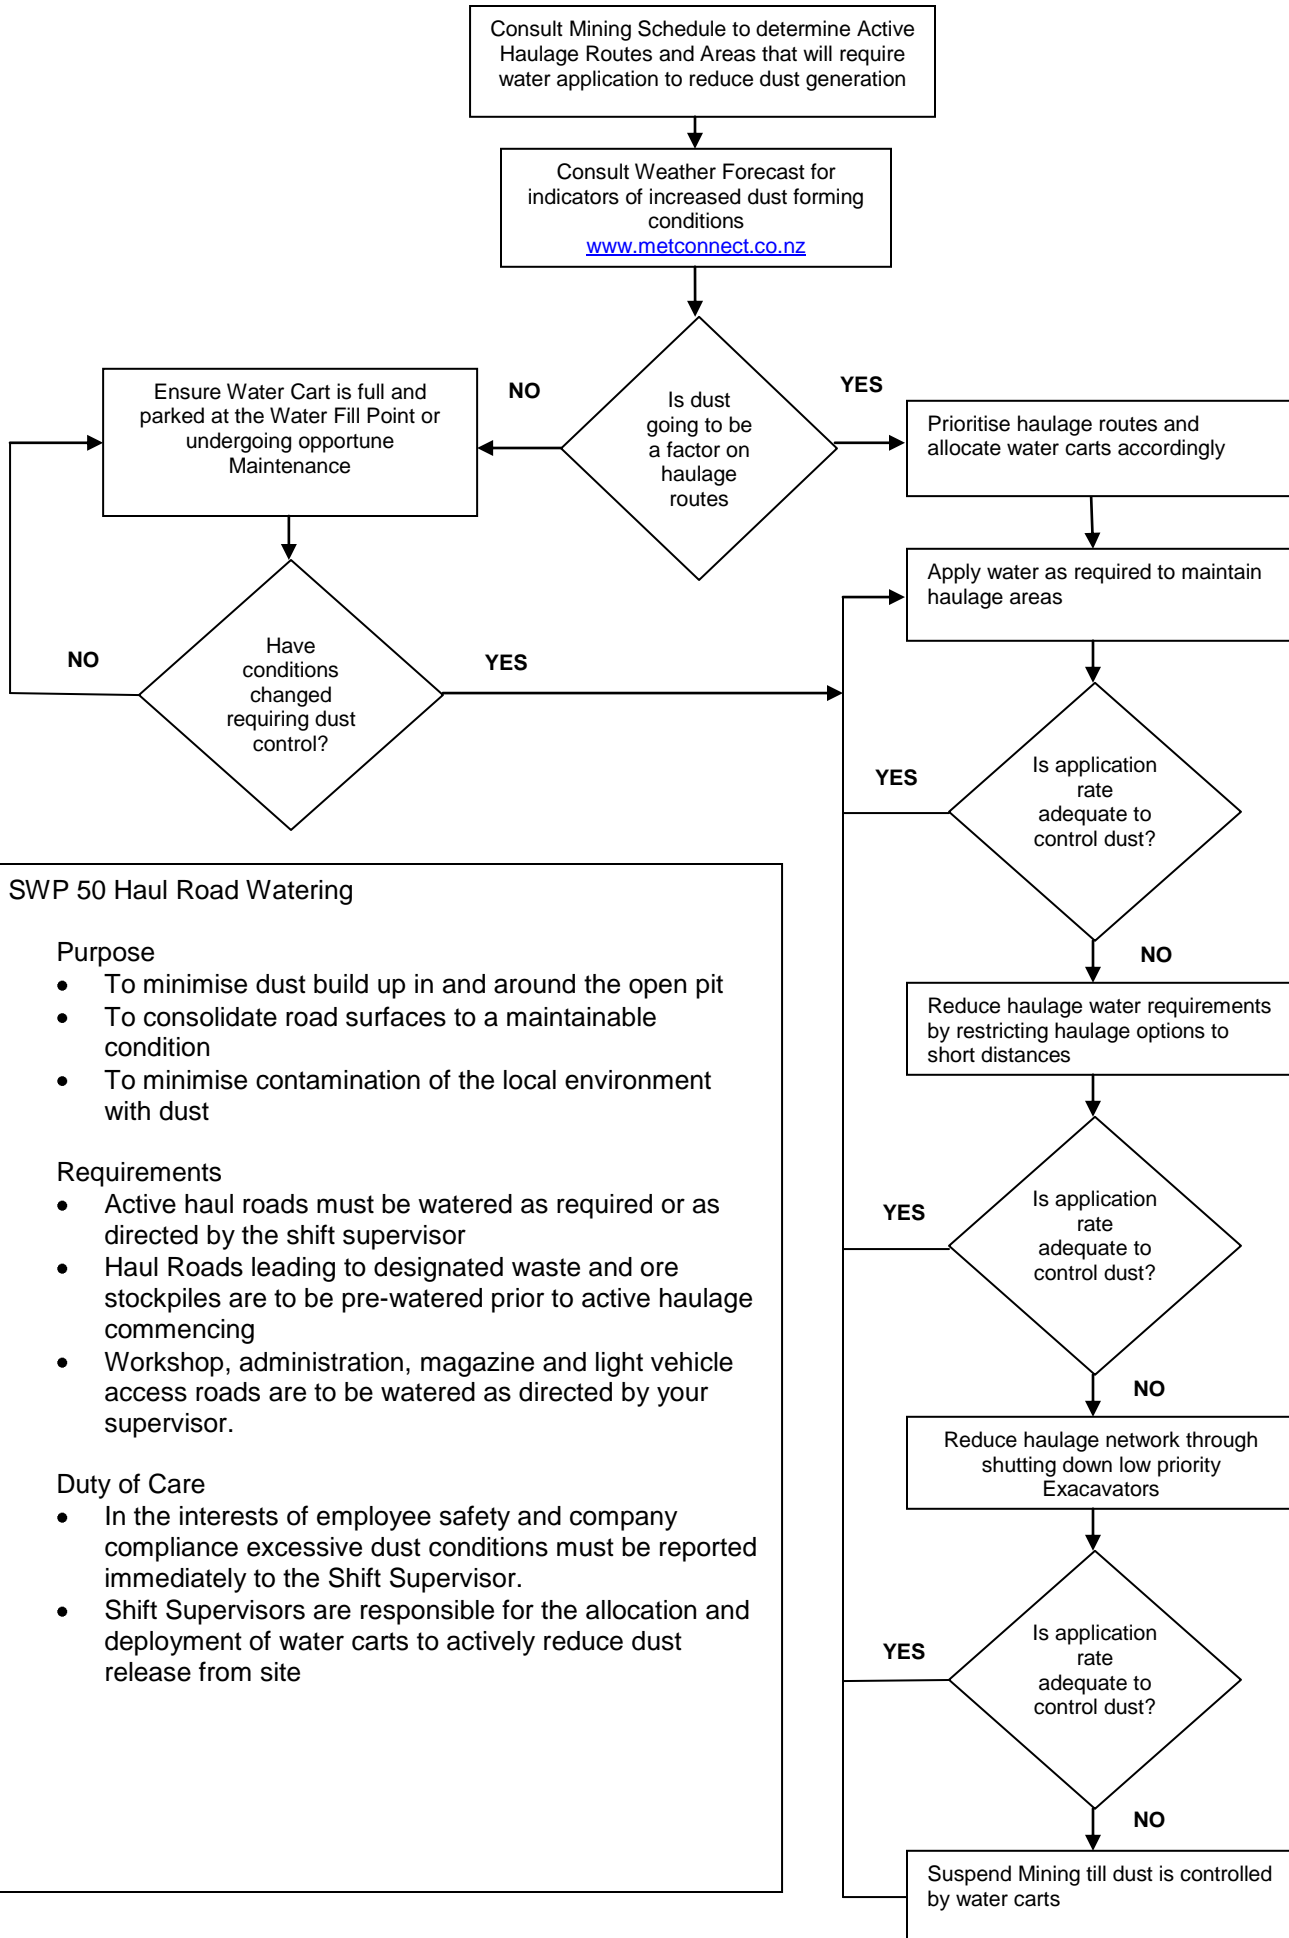 Consult Mining Schedule to determine Active
Haulage Routes and Areas that will require
water application to reduce dust generation
Consult Weather Forecast for
indicators of increased dust forming
conditions
www.metconnect.co.nz
Is dust
going to be
a factor on
haulage
routes
NO
YES
Ensure Water Cart is full and
parked at the Water Fill Point or
undergoing opportune
Maintenance
Prioritise haulage routes and
allocate water carts accordingly
Apply water as required to maintain
haulage areas
Have
conditions
changed
requiring dust
control?
NO
YES
Is application
rate
adequate to
control dust?
YES
NO
Reduce haulage water requirements
by restricting haulage options to
short distances
Is application
rate
adequate to
control dust?
YES
NO
Reduce haulage network through
shutting down low priority
Exacavators
Is application
rate
adequate to
control dust?
YES
NO
Suspend Mining till dust is controlled
by water carts
SWP 50 Haul Road Watering
Purpose
• To minimise dust build up in and around the open pit
• To consolidate road surfaces to a maintainable
condition
• To minimise contamination of the local environment
with dust
Requirements
• Active haul roads must be watered as required or as
directed by the shift supervisor
• Haul Roads leading to designated waste and ore
stockpiles are to be pre-watered prior to active haulage
commencing
• Workshop, administration, magazine and light vehicle
access roads are to be watered as directed by your
supervisor.
Duty of Care
• In the interests of employee safety and company
compliance excessive dust conditions must be reported
immediately to the Shift Supervisor.
• Shift Supervisors are responsible for the allocation and
deployment of water carts to actively reduce dust
release from site